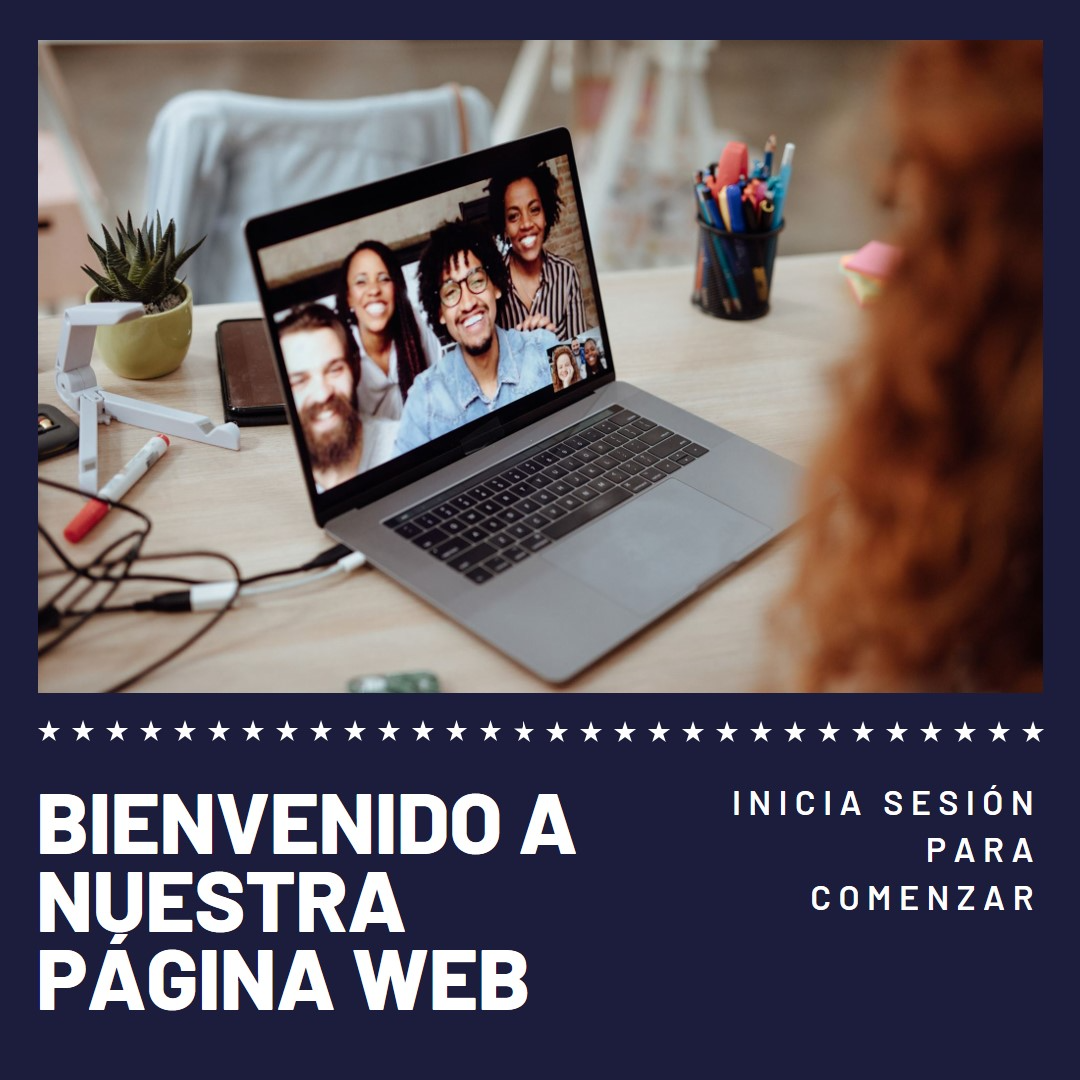 BIENVENIDO A
NUESTRA
PÁGINA WEB
INICIA SESIÓN
PARA
COMENZAR